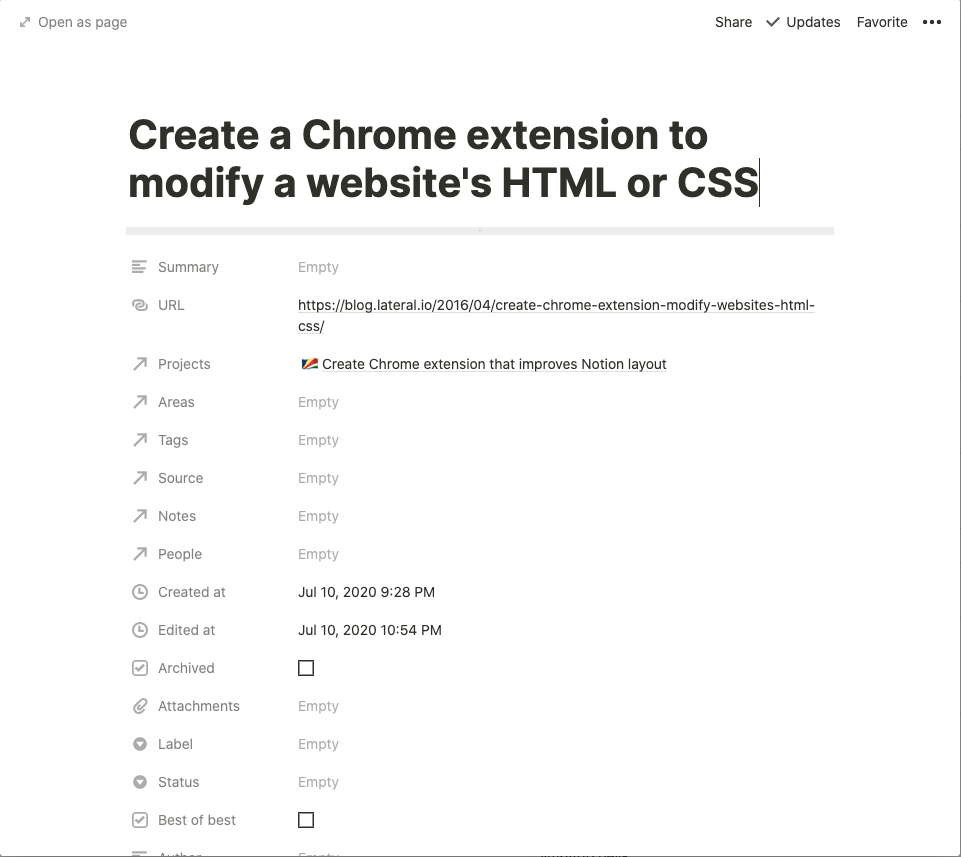 Open as page
Share Updates Favorite
Create a Chrome extension to
modify a website's HTML or CSS
Summary Empty
URL https://blog.lateral.io/2016/04/create-chrome-extension-modify-websites-html-
css/
Projects Create Chrome extension that improves Notion layout
Areas Empty
Tags Empty
Source Empty
Notes Empty
People Empty
Created at Jul 10, 2020 9:28 PM
Edited at Jul 10, 2020 10:54 PM
Archived
Attachments Empty
Label Empty
Status Empty
Best of best